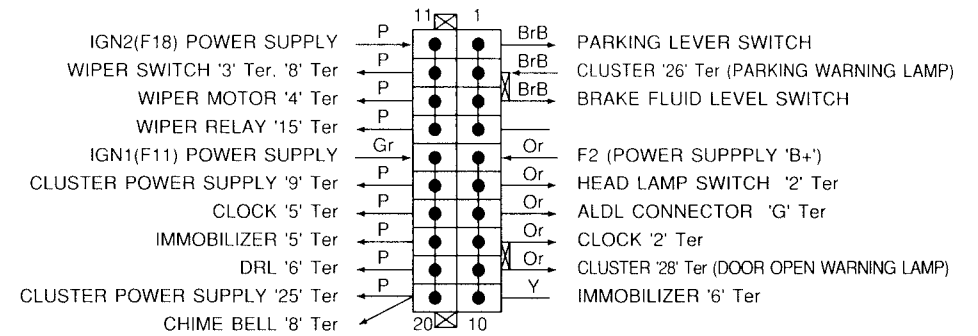 11 1
IGN2(F18) POWER SUPPLY P BrB PARKING LEVER SWITCH
WIPER SWITCH '3' Ter, '8' Ter P BrB CLUSTER '26' Ter (PARKING WARNING LAMP)
WIPER MOTOR '4' Ter P BrB BRAKE FLUID LEVEL SWITCH
WIPER RELAY '15' Ter P
IGN1(F11) POWER SUPPLY Gr Or F2 (POWER SUPPPLY 'B+')
CLUSTER POWER SUPPLY '9' Ter P Or HEAD LAMP SWITCH '2' Ter
CLOCK '5' Ter P Or ALDL CONNECTOR 'G' Ter
IMMOBILIZER '5' Ter P Or CLOCK '2' Ter
DRL '6' Ter P Or CLUSTER '28' Ter (DOOR OPEN WARNING LAMP)
CLUSTER POWER SUPPLY '25' Ter P Y IMMOBILIZER '6' Ter
CHIME BELL '8' Ter 20 10